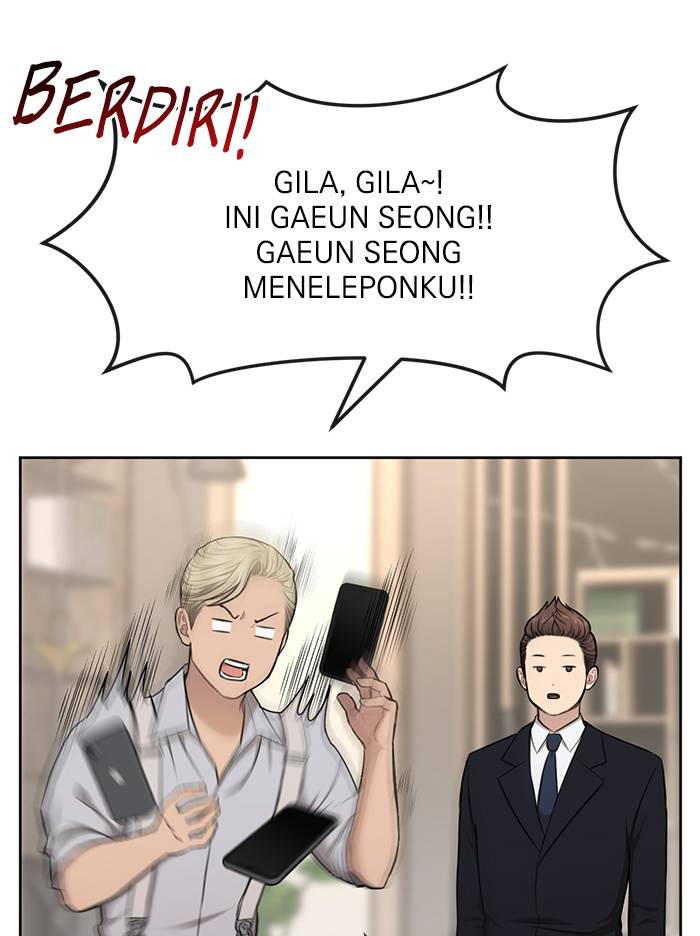 BERDIRI!!
GILA, GILA~!
INI GAEUN SEONG!!
GAEUN SEONG
MENELEPONKU!!